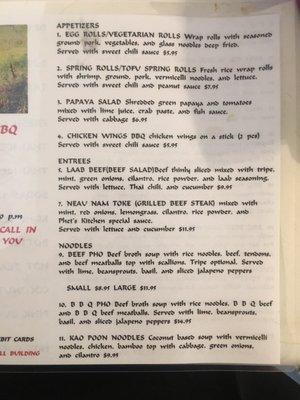 APPETIZERS
1. EGG ROLLS/VEGETARIAN ROLLS Wrap rolls with seasoned
ground pork, vegetables, and glass noodles deep fried.
Served with sweet chili sauce $5.95
2. SPRING ROLLS/TOFU SPRING ROLLS Fresh rice wrap rolls
with shrimp, ground, pork, vermicelli noodles, and lettuce.
Served with sweet chili and peanut sauce $7.95
3. PAPAYA SALAD Shredded green papaya and tomatoes
mixed with lime juice, crab paste, and fish sauce.
Served with cabbage $6.95
4. CHICKEN WINGS BBQ chicken wings on a stick (2 pcs)
Served with sweet chili sauce $5.95
BQ
ENTREES
LAAB BEEF(BEEF SALAD)Beef thinly sliced mixed with tripe,
mint, green onions, cilantro, rice powder, and laab seasoning.
Served with lettuce, Thai chili, and cucumber $9.95
7. NEAV NAM TOKE (GRILLED BEEF STEAK) mixed with
mint, red onions, lemongrass, cilantro, rice powder, and
Phet's Kitchen special sauce.
Served with lettuce and cucumber $11.95
p.m
CALL IN
YOU
NOODLES
9. BEEF PHO Beef broth soup with rice noodles, beef, tendons,
and beef meatballs top with scallions. Tripe optional. Served
with lime, beansprouts, basil, and sliced jalapeno peppers
SMALL $8.95 LARGE $11.95
10. B B Q PHO Beef broth soup with rice noodles, B B Q beef
and B B Q beef meatballs. Served with lime, beansprouts,
basil, and sliced jalapeno peppers $14.95
BIT CARDS
LL BUILDING
11. KAO POON NOODLES Coconut based soup with vermicelli
noodles, chicken, bamboo top with cabbage, green onions,
and cilantro $9.95